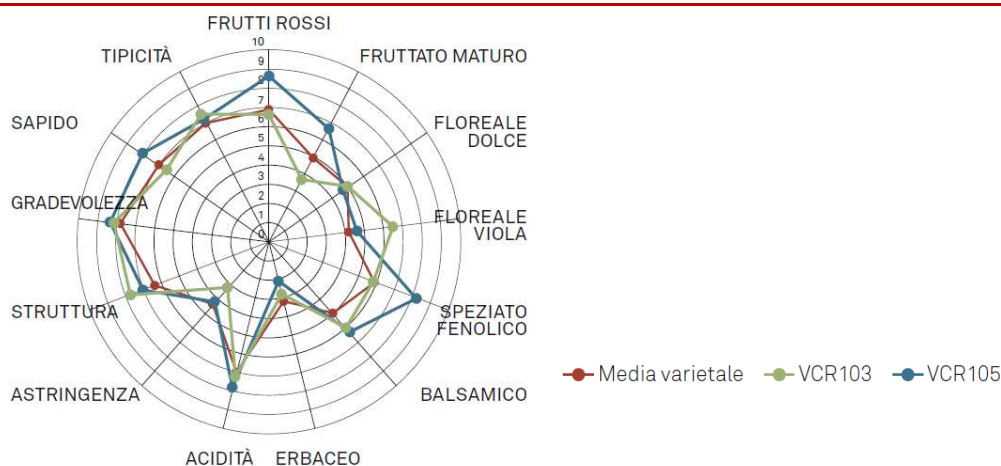 FRUTTI ROSSI
10
9
8
7
6
5
4
3
2
1
0
TIPICITÀ
FRUTTATO MATURO
SAPIDO
FLOREALE
DOLCE
GRADEVOLEZZA
FLOREALE
VIOLA
STRUTTURA
SPEZIATO
FENOLICO
ASTRINGENZA
BALSAMICO
ACIDITÀ
ERBACEO
Media varietale
VCR103
VCR105